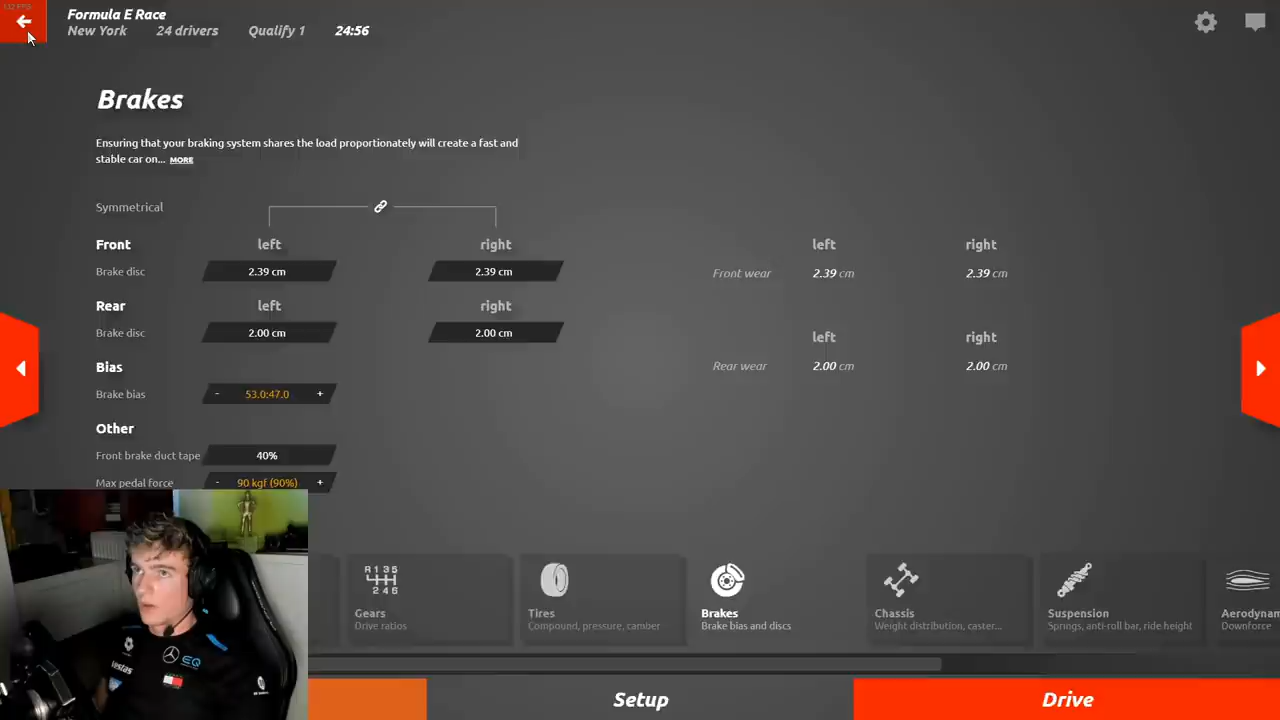 132 FPS
Formula E Race
New York 24 drivers Qualify 1 24:56
Brakes
Ensuring that your braking system shares the load proportionately will create a fast and
stable car on... MORE
Symmetrical
Front left right left right
Brake disc 2.39 cm 2.39 cm Front wear 2.39 cm 2.39 cm
Rear left right left right
Brake disc 2.00 cm 2.00 cm Rear wear 2.00 cm 2.00 cm
Bias
Brake bias - 53.0:47.0 +
Other
Front brake duct tape 40%
Max pedal force - 90 kgf (90%) +
R 1 3 5
2 4 6
Gears
Drive ratios
Tires
Compound, pressure, camber
Brakes
Brake bias and discs
Chassis
Weight distribution, caster...
Suspension
Springs, anti-roll bar, ride height
Aerodynam
Downforce
Vestas
EQ
Setup
Drive